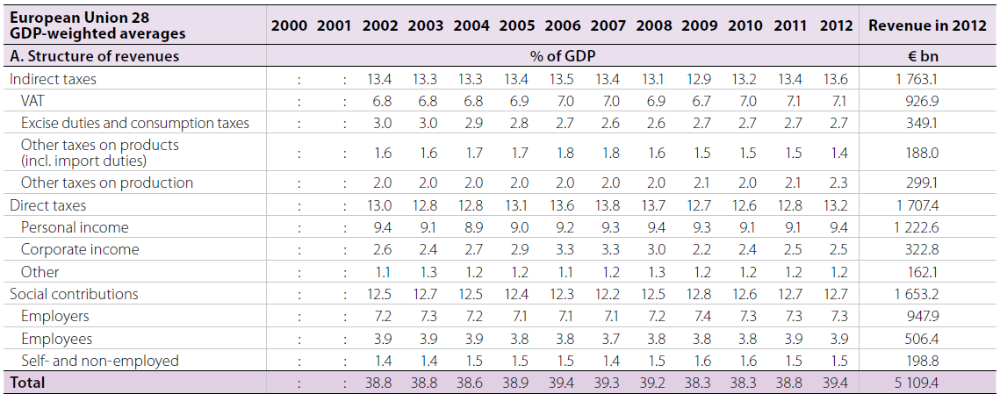 European Union 28
GDP-weighted averages 2000 2001 2002 2003 2004 2005 2006 2007 2008 2009 2010 2011 2012 Revenue in 2012
A. Structure of revenues % of GDP € bn
Indirect taxes : : 13.4 13.3 13.3 13.4 13.5 13.4 13.1 12.9 13.2 13.4 13.6 1 763.1
VAT : : 6.8 6.8 6.8 6.9 7.0 7.0 6.9 6.7 7.0 7.1 7.1 926.9
Excise duties and consumption taxes : : 3.0 3.0 2.9 2.8 2.7 2.6 2.6 2.7 2.7 2.7 2.7 349.1
Other taxes on products
(incl. import duties) : : 1.6 1.6 1.7 1.7 1.8 1.8 1.6 1.5 1.5 1.5 1.4 188.0
Other taxes on production : : 2.0 2.0 2.0 2.0 2.0 2.0 2.0 2.1 2.0 2.1 2.3 299.1
Direct taxes : : 13.0 12.8 12.8 13.1 13.6 13.8 13.7 12.7 12.6 12.8 13.2 1 707.4
Personal income : : 9.4 9.1 8.9 9.0 9.2 9.3 9.4 9.3 9.1 9.1 9.4 1 222.6
Corporate income : : 2.6 2.4 2.7 2.9 3.3 3.3 3.0 2.2 2.4 2.5 2.5 322.8
Other : : 1.1 1.3 1.2 1.2 1.1 1.2 1.3 1.2 1.2 1.2 1.2 162.1
Social contributions : : 12.5 12.7 12.5 12.4 12.3 12.2 12.5 12.8 12.6 12.7 12.7 1 653.2
Employers : : 7.2 7.3 7.2 7.1 7.1 7.1 7.2 7.4 7.3 7.3 7.3 947.9
Employees : : 3.9 3.9 3.9 3.8 3.8 3.7 3.8 3.8 3.8 3.9 3.9 506.4
Self- and non-employed : : 1.4 1.4 1.5 1.5 1.5 1.4 1.5 1.6 1.6 1.5 1.5 198.8
Total : : 38.8 38.8 38.6 38.9 39.4 39.3 39.2 38.3 38.3 38.8 39.4 5 109.4